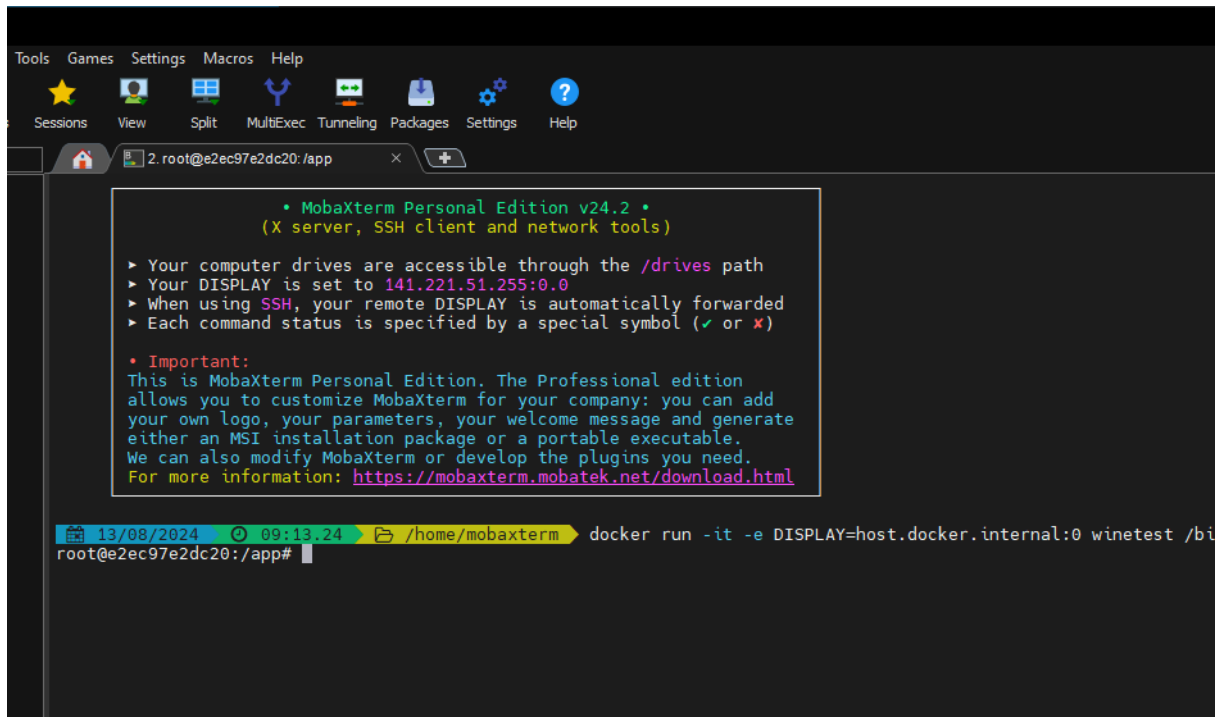 Tools Games Settings Macros Help
Sessions View Split MultiExec Tunneling Packages Settings Help
2. root@e2ec97e2dc20: /app
• MobaXterm Personal Edition v24.2 •
(X server, SSH client and network tools)
➤ Your computer drives are accessible through the /drives path
➤ Your DISPLAY is set to 141.221.51.255:0.0
➤ When using SSH, your remote DISPLAY is automatically forwarded
➤ Each command status is specified by a special symbol (✔ or ✘)
• Important:
This is MobaXterm Personal Edition. The Professional edition
allows you to customize MobaXterm for your company: you can add
your own logo, your parameters, your welcome message and generate
either an MSI installation package or a portable executable.
We can also modify MobaXterm or develop the plugins you need.
For more information: https://mobaxterm.mobatek.net/download.html
13/08/2024 09:13.24 /home/mobaxterm docker run -it -e DISPLAY=host.docker.internal:0 winetest /bi
root@e2ec97e2dc20:/app#